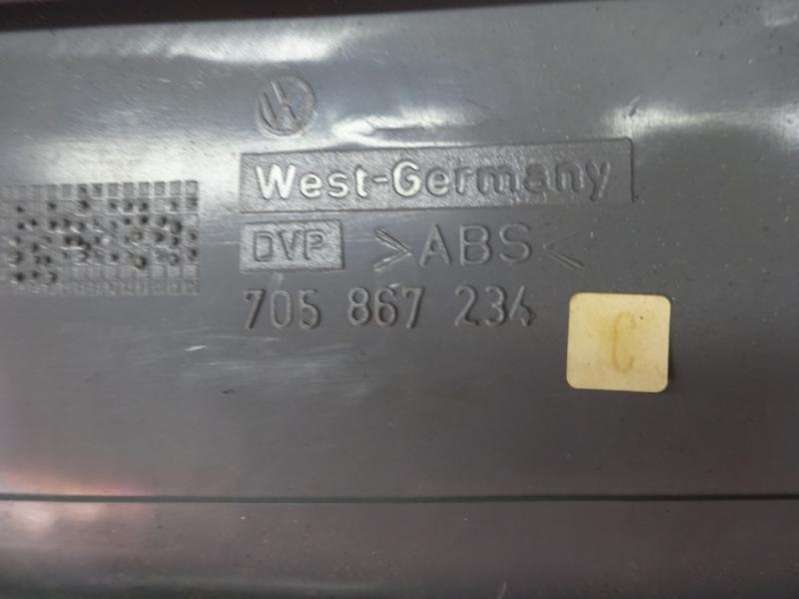 West-Germany
DVP >ABS<
705 867 234
C